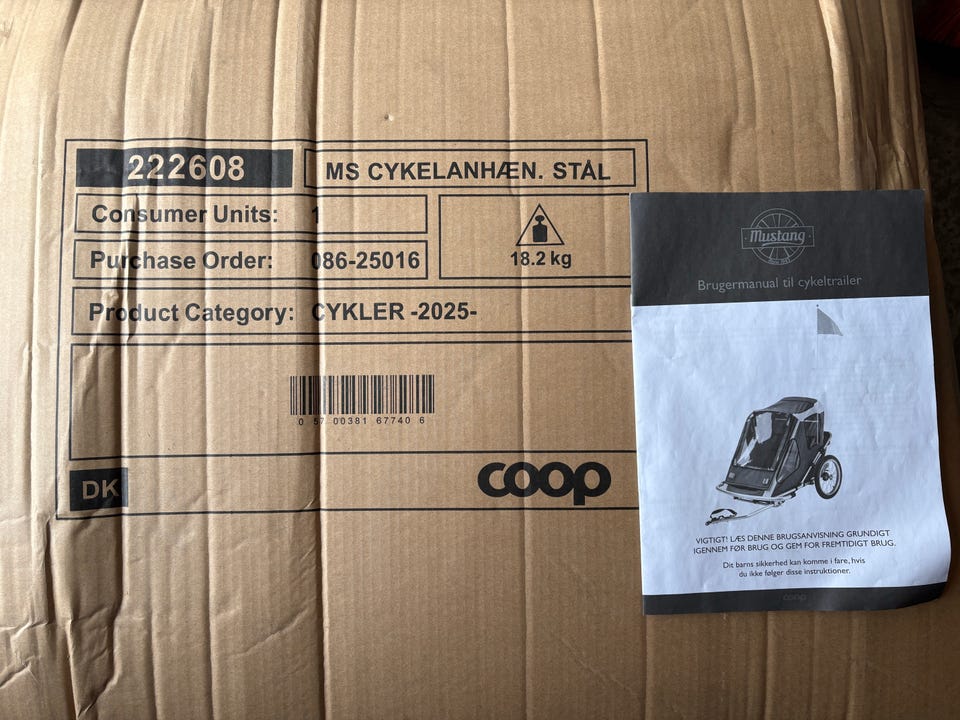 222608
MS CYKELANHÆN. STÅL
Consumer Units: 1
18.2 kg
Purchase Order: 086-25016
Product Category: CYKLER -2025-
0 57 00381 67740 6
DK
coop
Mustang
Brugermanual til cykeltrailer
VIGTIGT! LÆS DENNE BRUGSANVISNING GRUNDIGT
IGENNEM FØR BRUG OG GEM FOR FREMTIDIGT BRUG.
Dit barns sikkerhed kan komme i fare, hvis
du ikke følger disse instruktioner.
coop